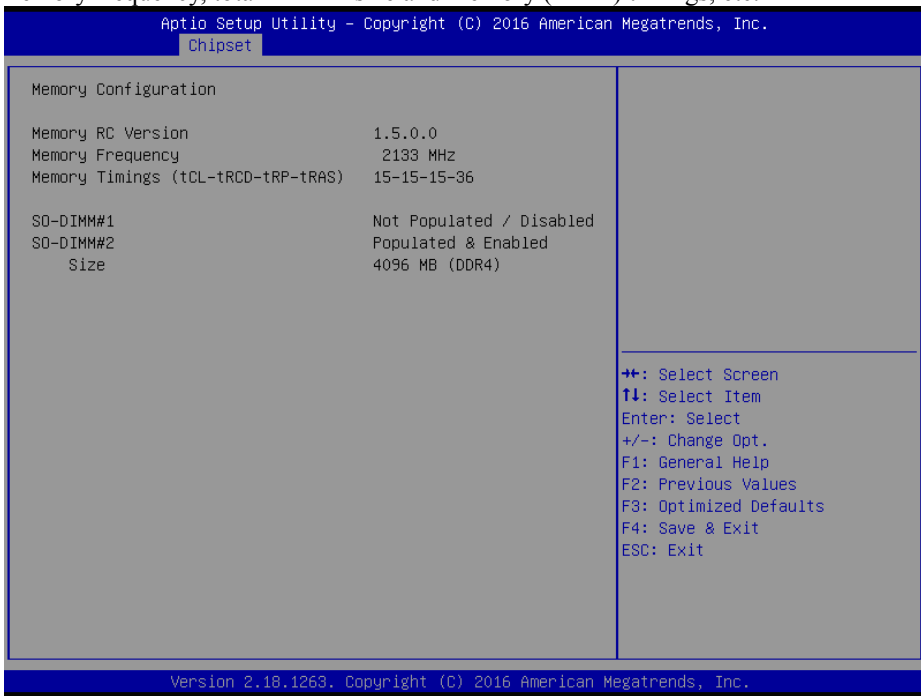 Aptio Setup Utility – Copyright (C) 2016 American Megatrends, Inc.
Chipset
Memory Configuration
Memory RC Version 1.5.0.0
Memory Frequency 2133 MHz
Memory Timings (tCL-tRCD-tRP-tRAS) 15-15-15-36
SO-DIMM#1 Not Populated / Disabled
SO-DIMM#2 Populated & Enabled
Size 4096 MB (DDR4)
→←: Select Screen
↑↓: Select Item
Enter: Select
+/-: Change Opt.
F1: General Help
F2: Previous Values
F3: Optimized Defaults
F4: Save & Exit
ESC: Exit
Version 2.18.1263. Copyright (C) 2016 American Megatrends, Inc.